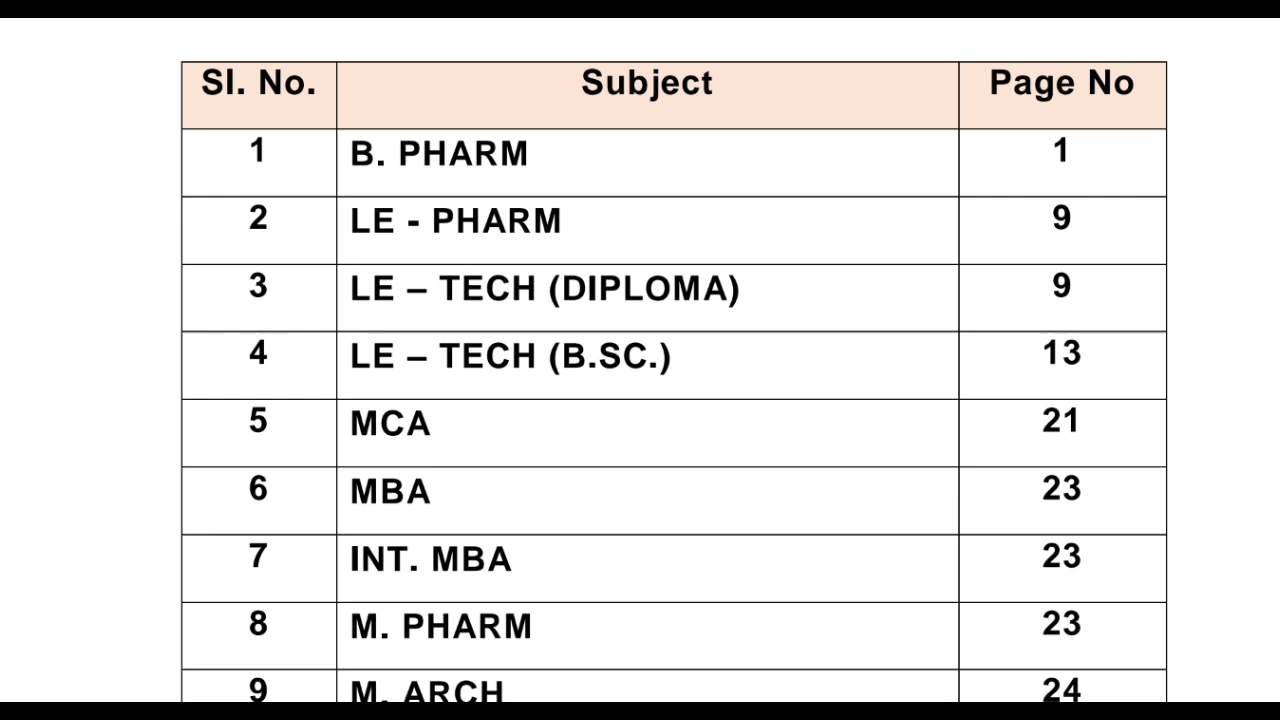 Sl. No. Subject Page No
1 B. PHARM 1
2 LE - PHARM 9
3 LE – TECH (DIPLOMA) 9
4 LE – TECH (B.SC.) 13
5 MCA 21
6 MBA 23
7 INT. MBA 23
8 M. PHARM 23
9 M. ARCH 24